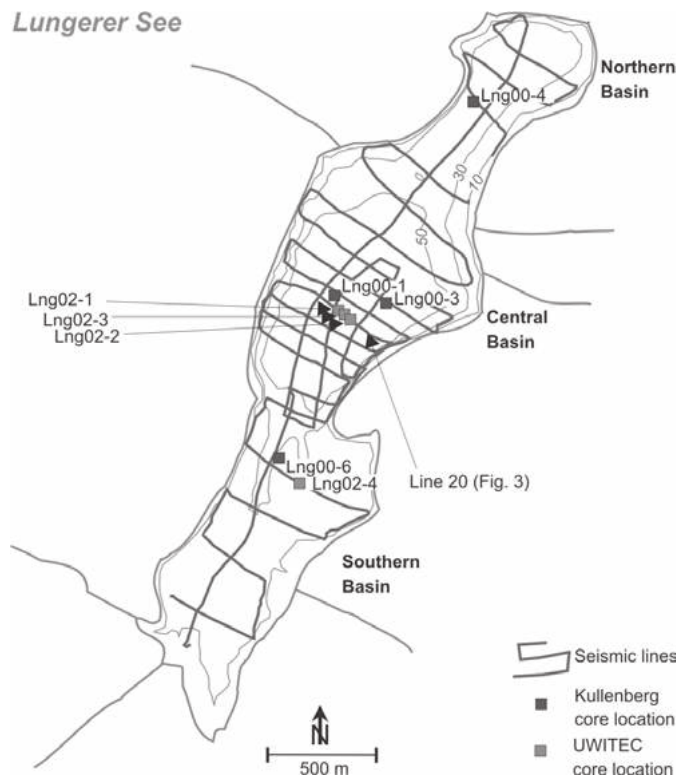 Lungerer See
Northern
Basin
Lng00-4
0
30
10
50
Lng00-1
Lng02-1
Lng00-3
Lng02-3
Central
Basin
Lng02-2
Lng00-6
Lng02-4
Line 20 (Fig. 3)
Southern
Basin
Seismic lines
Kullenberg
core location
N
UWITEC
core location
500 m